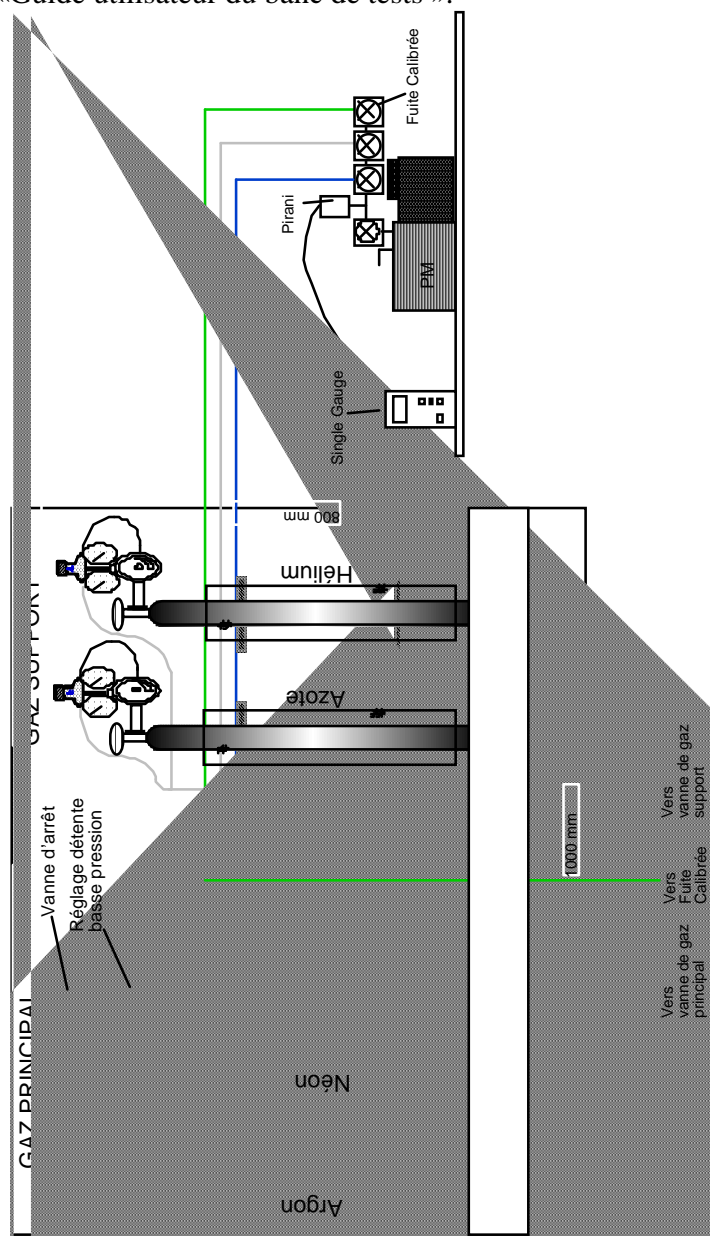 «Guide utilisateur du banc de tests ».
Fuite Calibrée
Pirani
PM
Single Gauge
800 mm
GAZ SUPPORT
Hélium
Azote
Vanne d'arrêt
Réglage détente
basse pression
1000 mm
Vers
vanne de gaz
support
Vers
Fuite
Calibrée
Vers
vanne de gaz
principal
GAZ PRINCIPAL
Néon
Argon